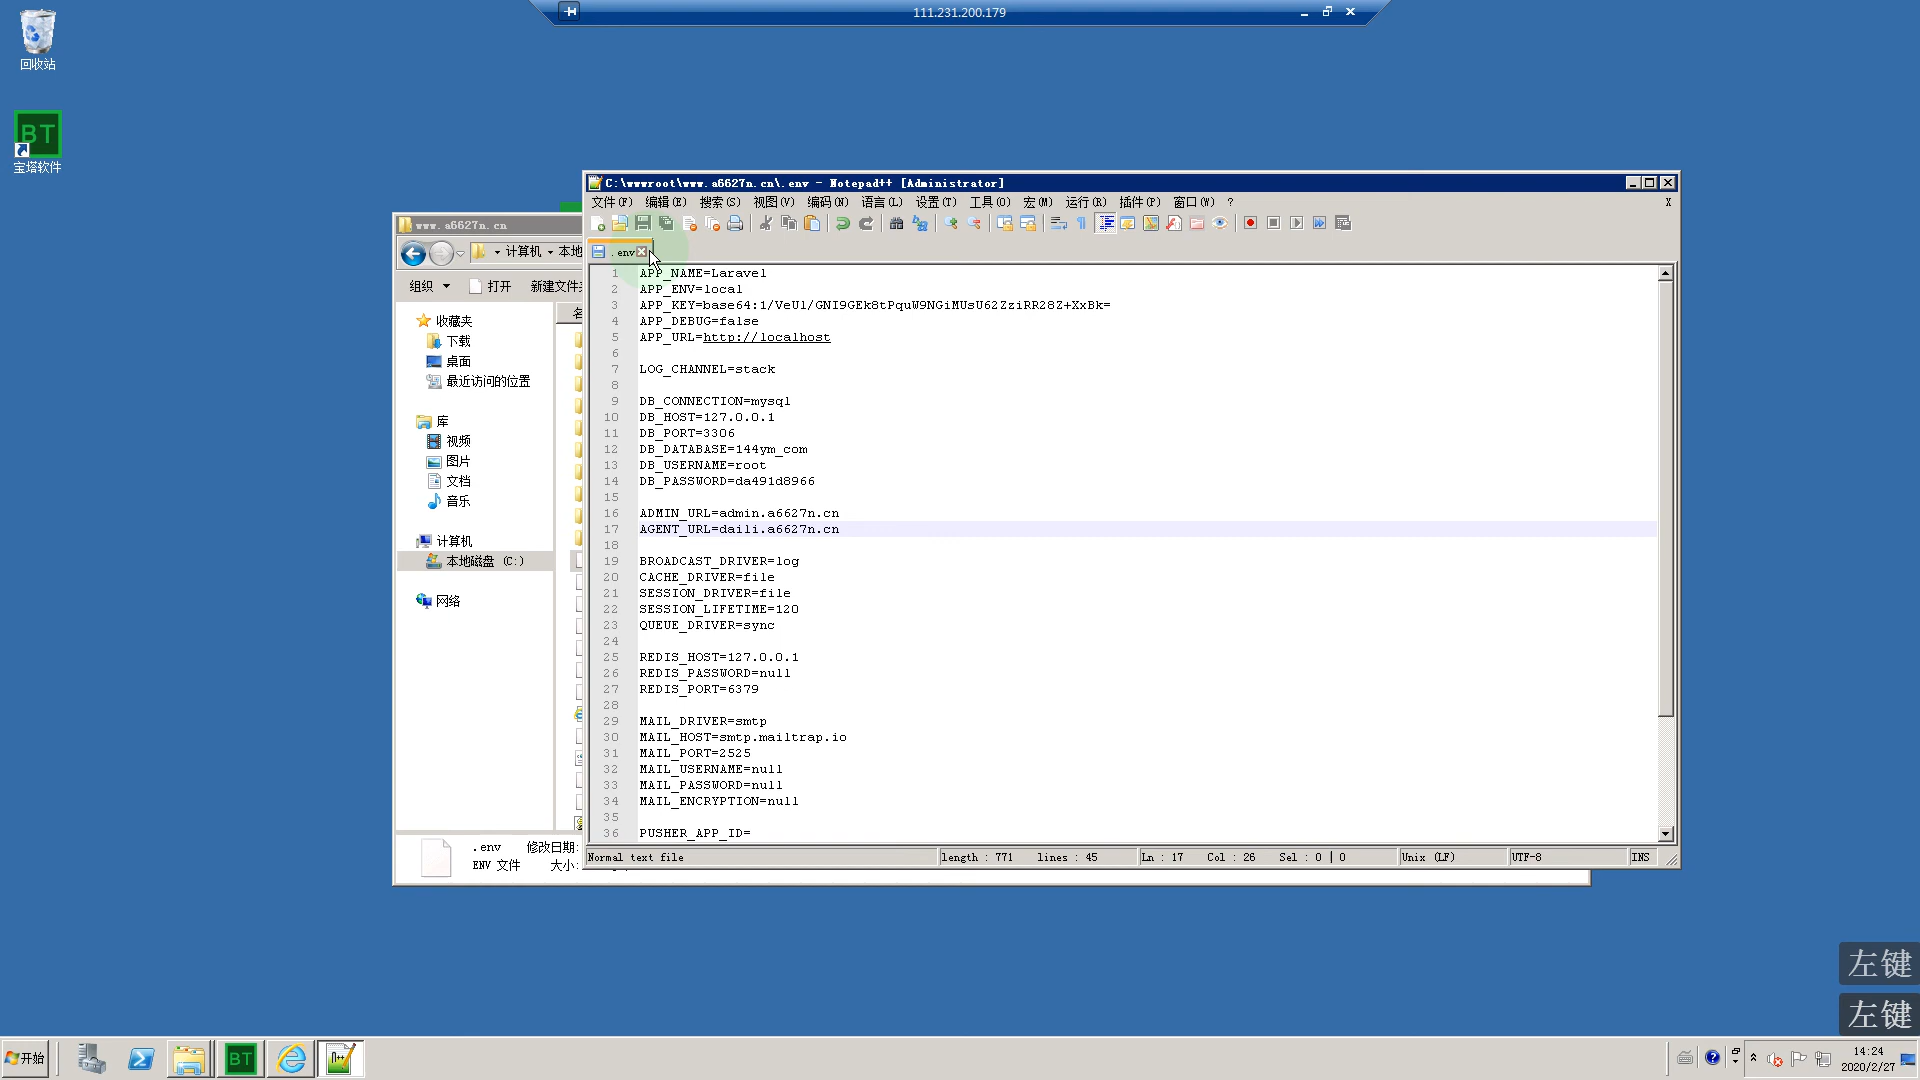 111.231.200.179
回收站
BT
宝塔软件
C:\wwwroot\www.a6627n.cn\.env - Notepad++ [Administrator]
文件(F) 编辑(E) 搜索(S) 视图(V) 编码(N) 语言(L) 设置(T) 工具(O) 宏(M) 运行(R) 插件(P) 窗口(W) ? X
www.a6627n.cn
计算机 本地
.env
组织 打开 新建文件夹
收藏夹
下载
桌面
最近访问的位置
库
视频
图片
文档
音乐
计算机
本地磁盘 (C:)
网络
1 APP_NAME=Laravel
2 APP_ENV=local
3 APP_KEY=base64:1/VeUl/GNI9GEk8tPquW9NGiMUsU62ZziRR28Z+XxBk=
4 APP_DEBUG=false
5 APP_URL=http://localhost
6
7 LOG_CHANNEL=stack
8
9 DB_CONNECTION=mysql
10 DB_HOST=127.0.0.1
11 DB_PORT=3306
12 DB_DATABASE=144ym_com
13 DB_USERNAME=root
14 DB_PASSWORD=da491d8966
15
16 ADMIN_URL=admin.a6627n.cn
17 AGENT_URL=daili.a6627n.cn
18
19 BROADCAST_DRIVER=log
20 CACHE_DRIVER=file
21 SESSION_DRIVER=file
22 SESSION_LIFETIME=120
23 QUEUE_DRIVER=sync
24
25 REDIS_HOST=127.0.0.1
26 REDIS_PASSWORD=null
27 REDIS_PORT=6379
28
29 MAIL_DRIVER=smtp
30 MAIL_HOST=smtp.mailtrap.io
31 MAIL_PORT=2525
32 MAIL_USERNAME=null
33 MAIL_PASSWORD=null
34 MAIL_ENCRYPTION=null
35
36 PUSHER_APP_ID=
.env 修改日期:
ENV 文件 大小:
Normal text file length : 771 lines : 45 Ln : 17 Col : 26 Sel : 0 | 0 Unix (LF) UTF-8 INS
左键
左键
开始
BT
14:24
2020/2/27